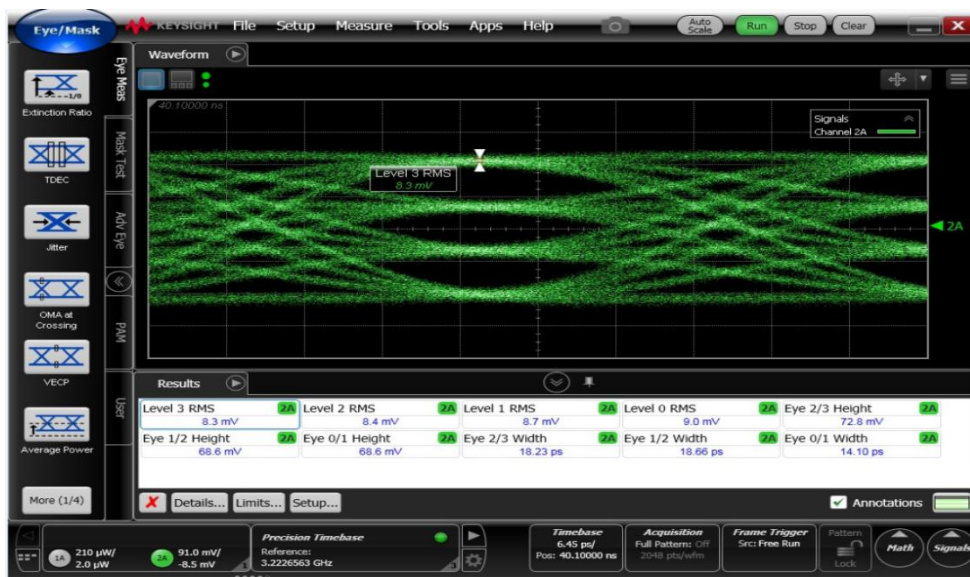 Eye/Mask
KEYSIGHT File Setup Measure Tools Apps Help Auto Scale Run Stop Clear
Waveform
Eye Meas
Mask Test
Adv Eye
PAM
User
Extinction Ratio
TDEC
Jitter
OMA at
Crossing
VECP
Average Power
More (1/4)
40.10000 ns
Signals
Channel 2A
Level 3 RMS
8.3 mV
2A
Results
Level 3 RMS 2A Level 2 RMS 2A Level 1 RMS 2A Level 0 RMS 2A Eye 2/3 Height 2A
8.3 mV 8.4 mV 8.7 mV 9.0 mV 72.8 mV
Eye 1/2 Height 2A Eye 0/1 Height 2A Eye 2/3 Width 2A Eye 1/2 Width 2A Eye 0/1 Width 2A
68.6 mV 68.6 mV 18.23 ps 18.66 ps 14.10 ps
Details... Limits... Setup... Annotations
1A 210 µW/
2.0 µW
2A 91.0 mV/
-8.5 mV
Precision Timebase
Reference:
3.2226563 GHz
Timebase
6.45 ps/
Pos: 40.10000 ns
Acquisition
Full Pattern: Off
2048 pts/wfm
Frame Trigger
Src: Free Run
Pattern
Lock
Math
Signals